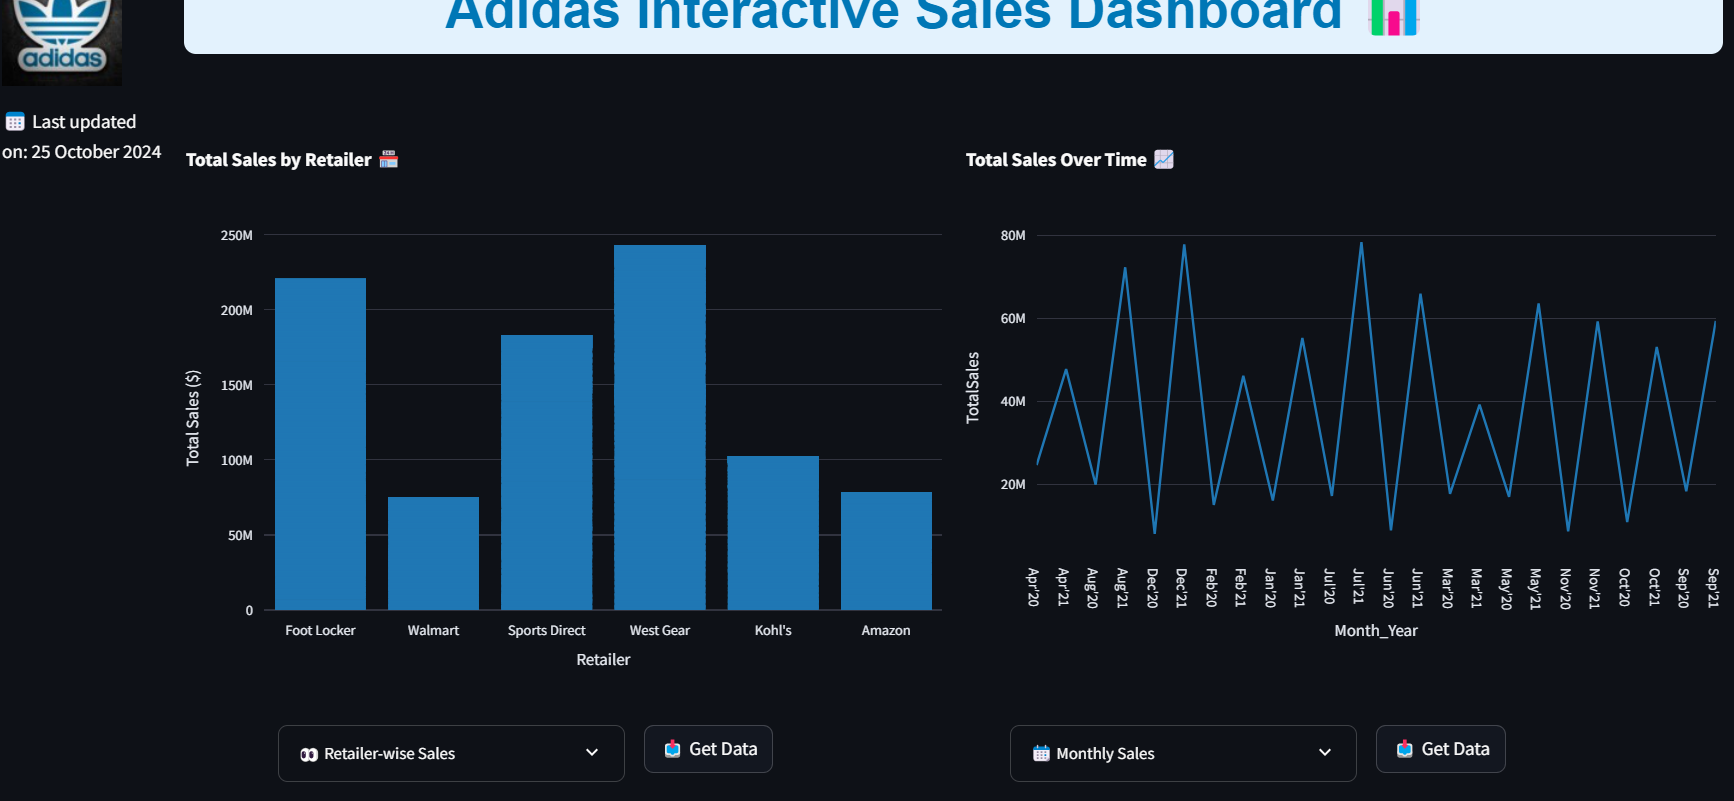 Adidas Interactive Sales Dashboard
adidas
Last updated
on: 25 October 2024
Total Sales by Retailer
250M
200M
150M
100M
50M
0
Total Sales ($)
Foot Locker
Walmart
Sports Direct
West Gear
Kohl's
Amazon
Retailer
Retailer-wise Sales
Get Data
Total Sales Over Time
80M
60M
40M
20M
TotalSales
Apr'20
Apr'21
Aug'20
Aug'21
Dec'20
Dec'21
Feb'20
Feb'21
Jan'20
Jan'21
Jul'20
Jul'21
Jun'20
Jun'21
Mar'20
Mar'21
May'20
May'21
Nov'20
Nov'21
Oct'20
Oct'21
Sep'20
Sep'21
Month_Year
Monthly Sales
Get Data